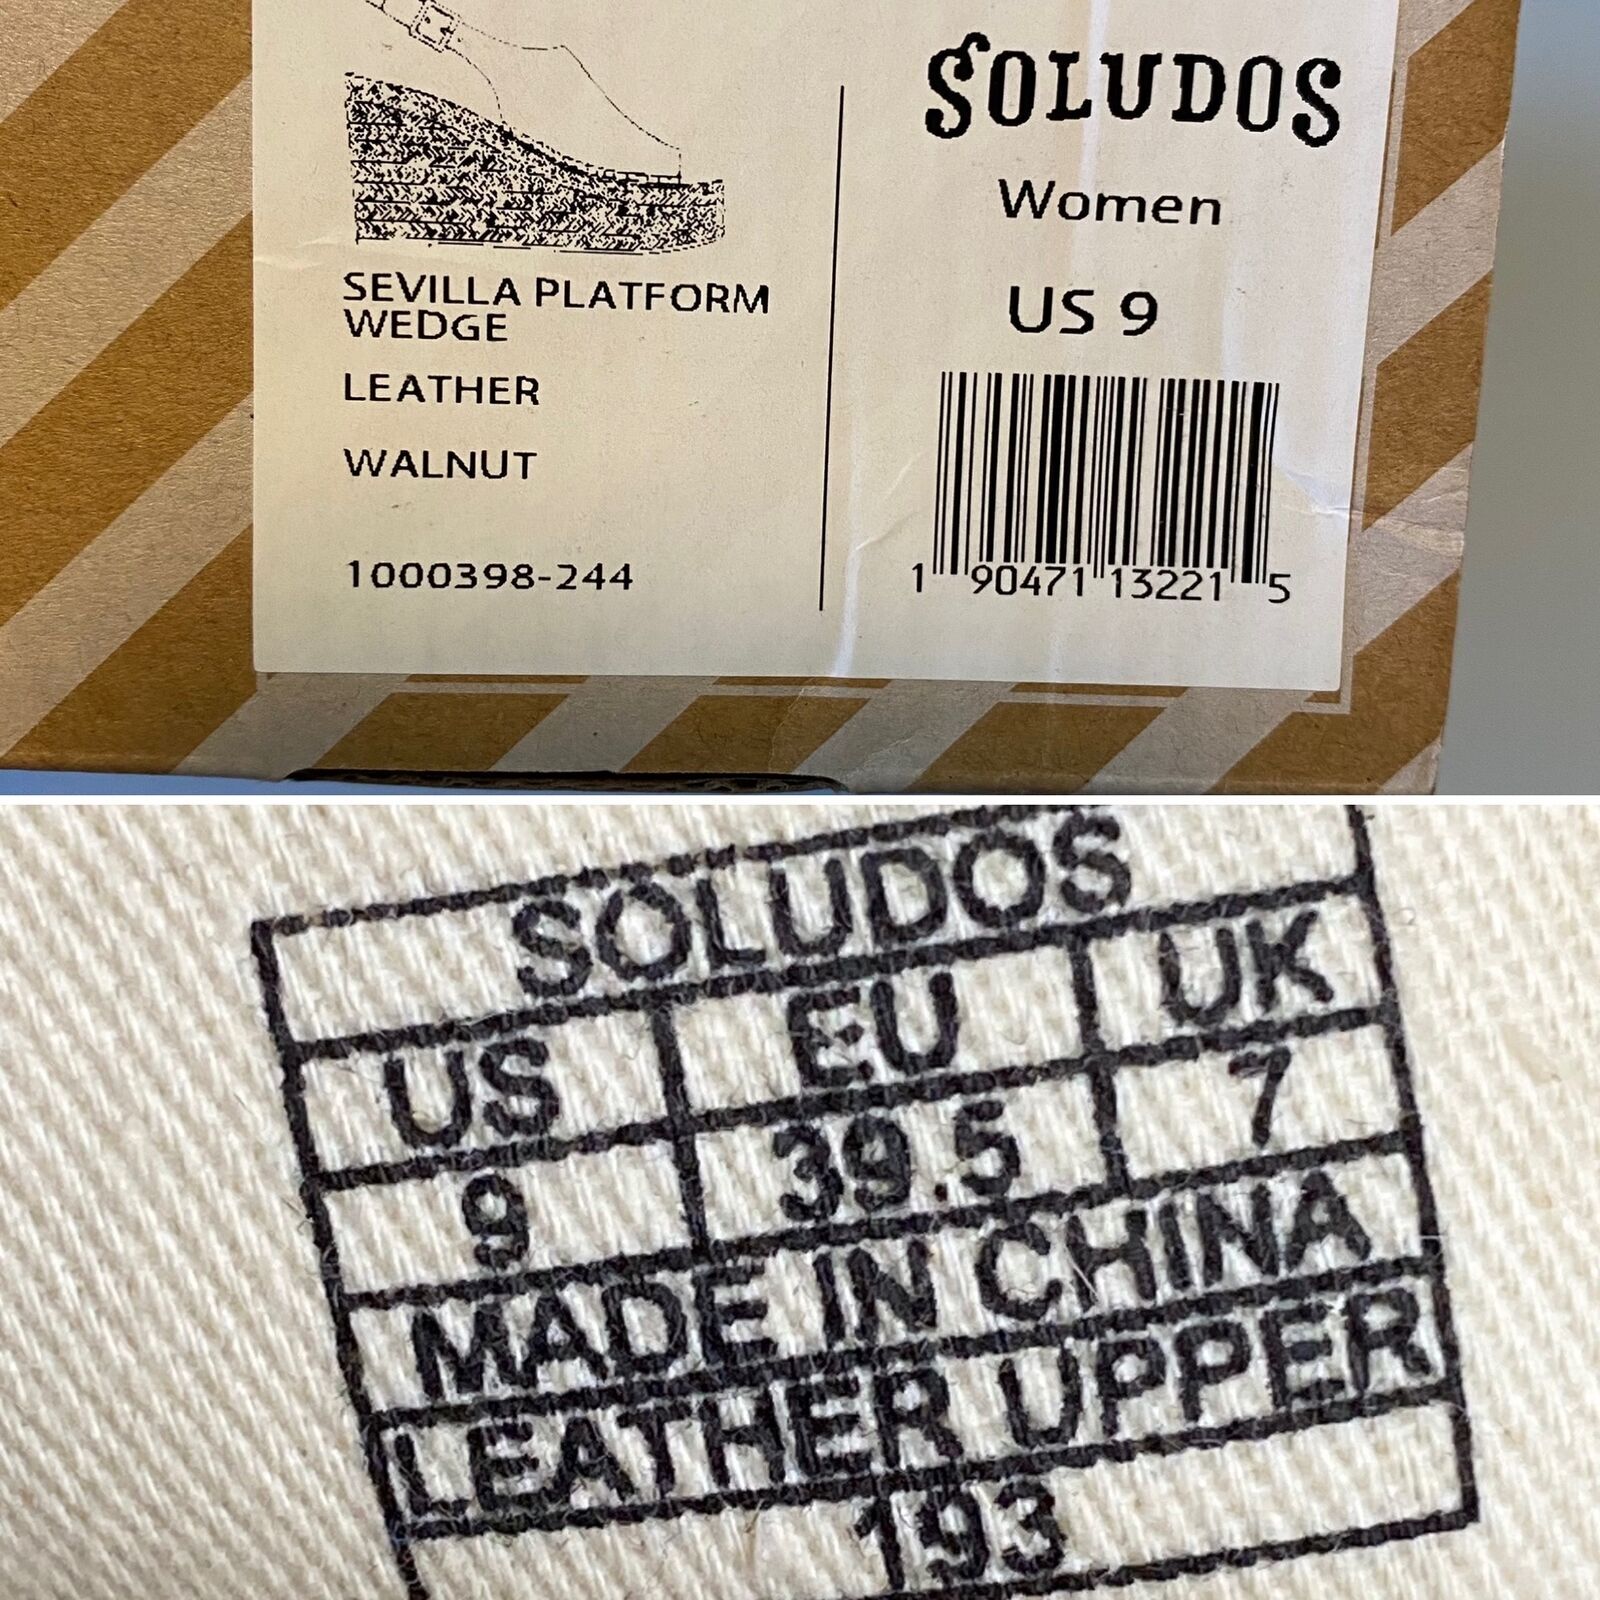 SOLUDOS
Women
US 9
SEVILLA PLATFORM
WEDGE
LEATHER
WALNUT
1000398-244
1 90471 13221 5
SOLUDOS
US EU UK
9 39.5 7
MADE IN CHINA
LEATHER UPPER
193